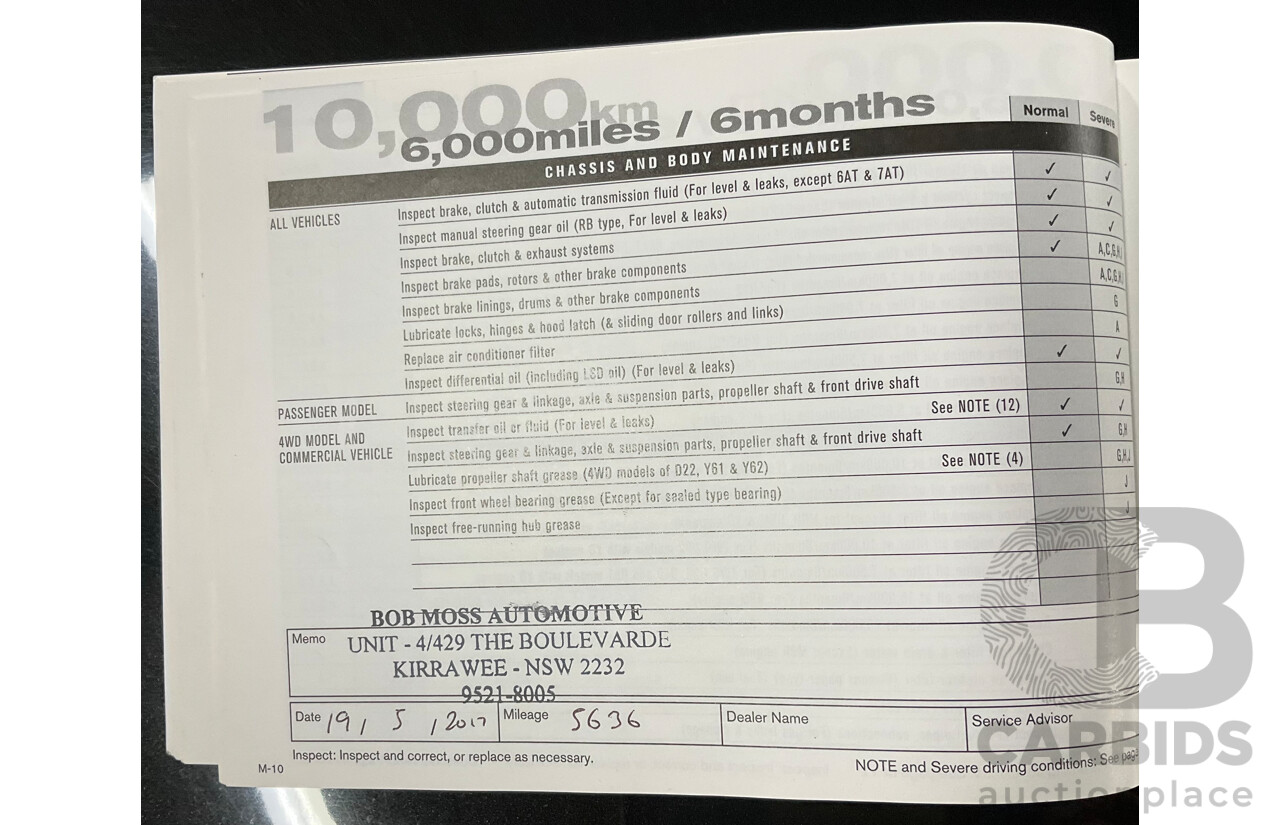 10,000km
6,000miles / 6months
Normal Severe
CHASSIS AND BODY MAINTENANCE
ALL VEHICLES
Inspect brake, clutch & automatic transmission fluid (For level & leaks, except 6AT & 7AT) ✓ ✓
Inspect manual steering gear oil (RB type, For level & leaks) ✓ ✓
Inspect brake, clutch & exhaust systems ✓ ✓
Inspect brake pads, rotors & other brake components ✓ A,C,G,H
Inspect brake linings, drums & other brake components A,C,G,H
Lubricate locks, hinges & hood latch (& sliding door rollers and links) G
Replace air conditioner filter A
Inspect differential oil (including LSD oil) (For level & leaks) ✓ ✓
PASSENGER MODEL
Inspect steering gear & linkage, axle & suspension parts, propeller shaft & front drive shaft G,H
See NOTE (12)
4WD MODEL AND
COMMERCIAL VEHICLE
Inspect transfer oil or fluid (For level & leaks) ✓ ✓
Inspect steering gear & linkage, axle & suspension parts, propeller shaft & front drive shaft ✓ G,H
See NOTE (4)
Lubricate propeller shaft grease (4WD models of D22, Y61 & Y62) G,H,J
Inspect front wheel bearing grease (Except for sealed type bearing) J
Inspect free-running hub grease J
BOB MOSS AUTOMOTIVE
Memo
UNIT - 4/429 THE BOULEVARDE
KIRRAWEE - NSW 2232
9521-8005
Date 19 / 5 / 2017 Mileage 5636 Dealer Name Service Advisor
Inspect: Inspect and correct, or replace as necessary.
M-10
NOTE and Severe driving conditions: See page
CB
CARBIDS
auction place